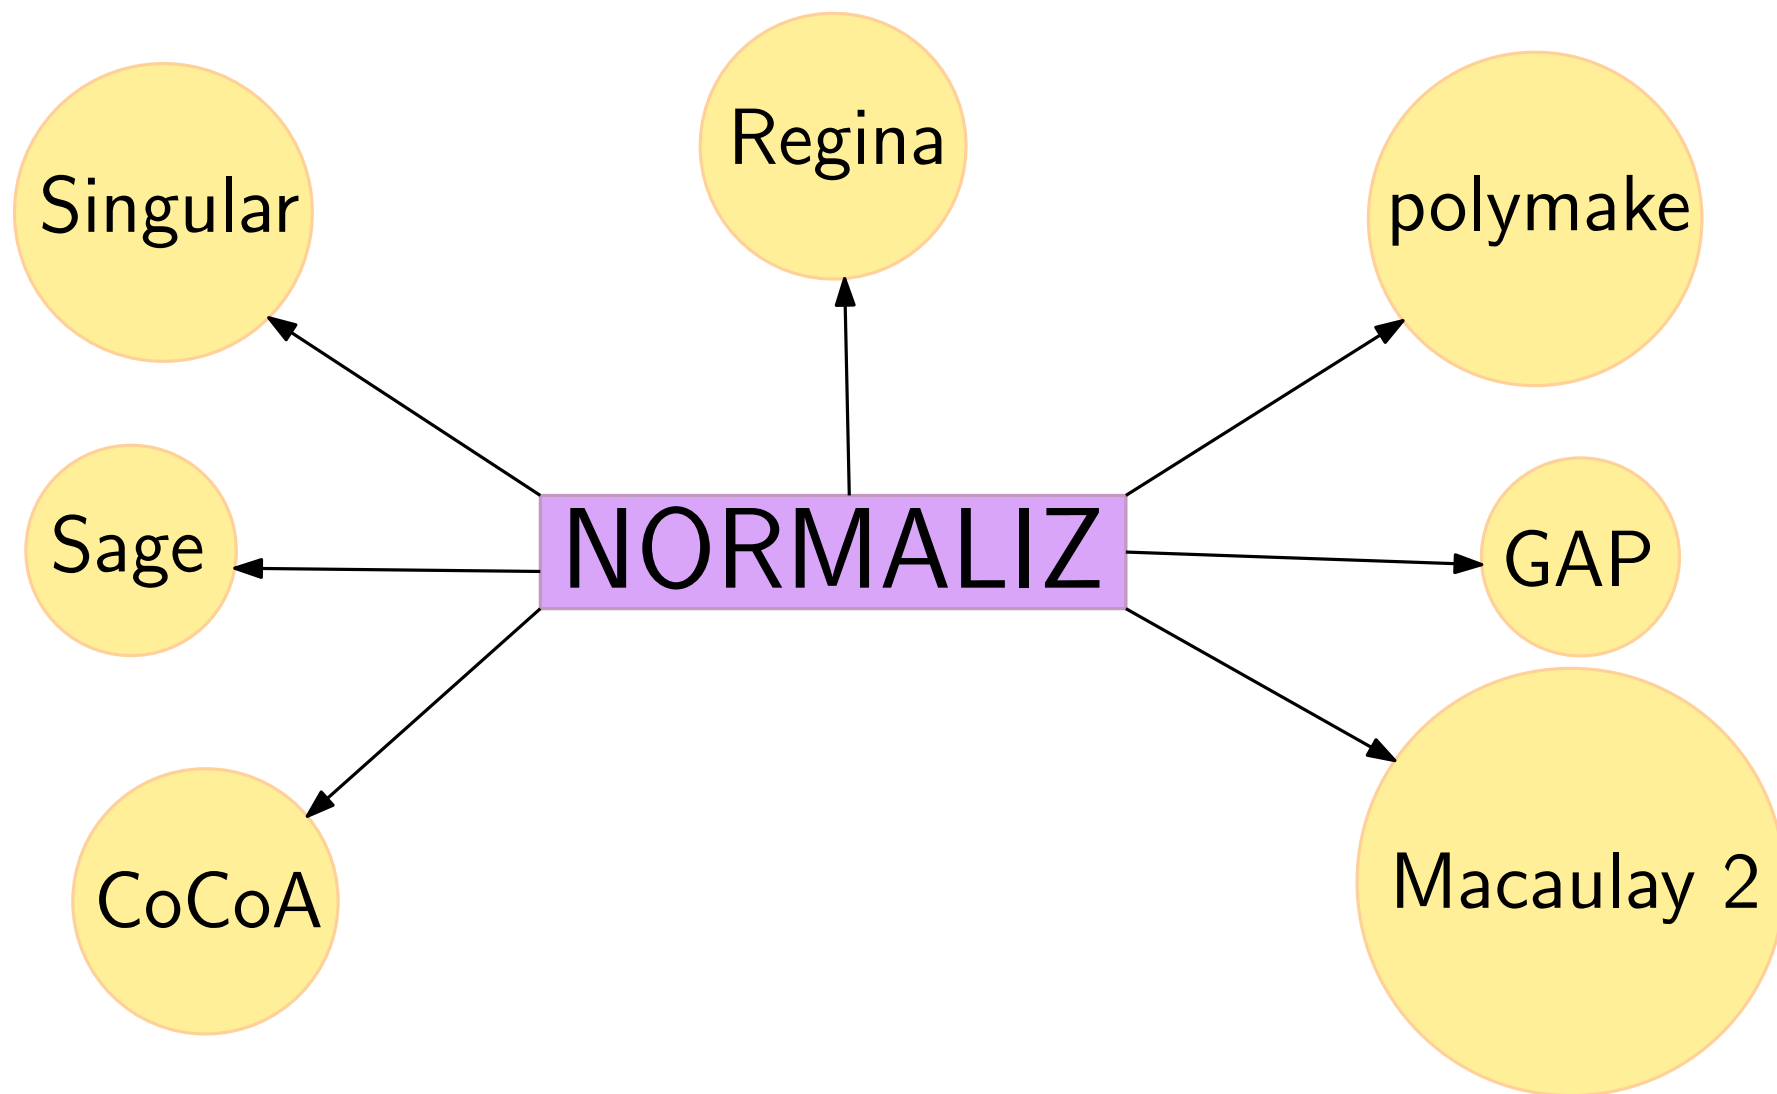 Regina
Singular
polymake
NORMALIZ
Sage
GAP
CoCoA
Macaulay 2